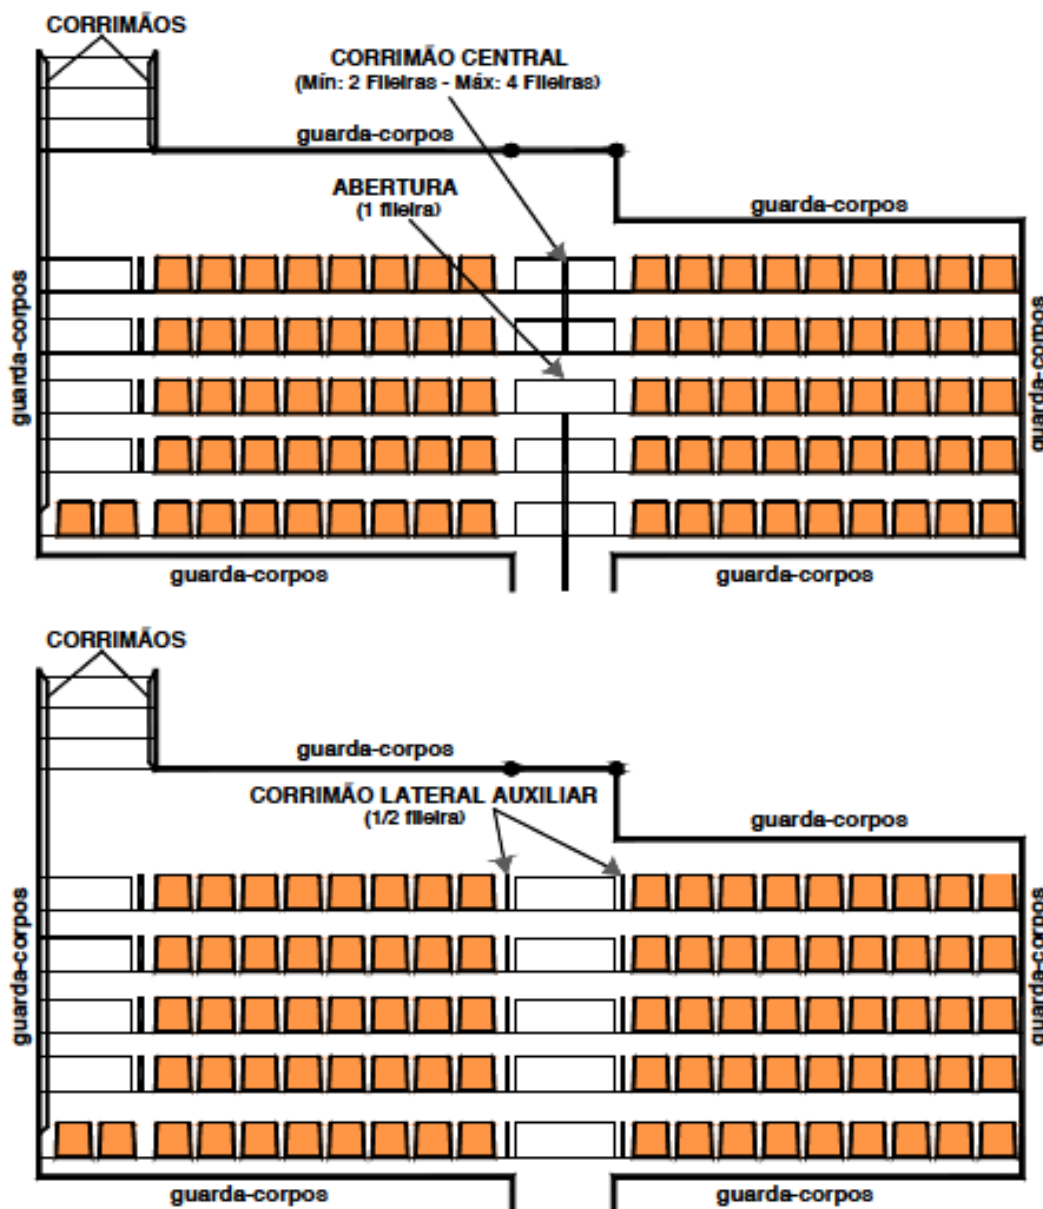 CORRIMÃOS
CORRIMÃO CENTRAL
(Mín: 2 Fileiras - Máx: 4 Fileiras)
guarda-corpos
ABERTURA
(1 fileira)
guarda-corpos
guarda-corpos
guarda-corpos
guarda-corpos
guarda-corpos
CORRIMÃOS
guarda-corpos
CORRIMÃO LATERAL AUXILIAR
(1/2 fileira)
guarda-corpos
guarda-corpos
guarda-corpos
guarda-corpos
guarda-corpos